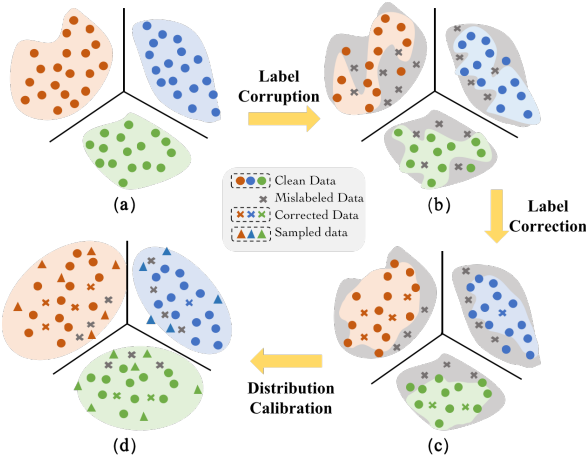 Label
Corruption
(a)
(b)
Clean Data
Mislabeled Data
Corrected Data
Sampled data
Label
Correction
Distribution
Calibration
(d)
(c)